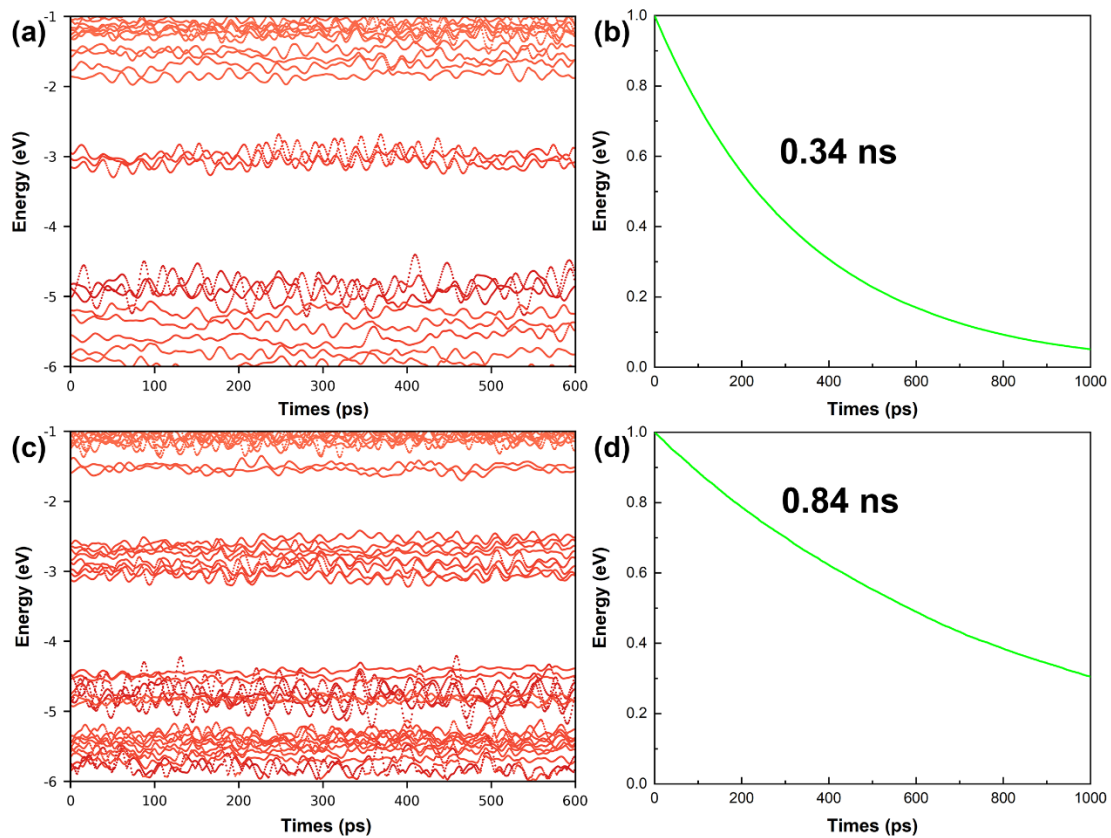 (a)
-1
-2
-3
-4
-5
-6
Energy (eV)
0 100 200 300 400 500 600
Times (ps)
(b)
1.0
0.8
0.6
0.4
0.2
0.0
Energy (eV)
0.34 ns
0 200 400 600 800 1000
Times (ps)
(c)
-1
-2
-3
-4
-5
-6
Energy (eV)
0 100 200 300 400 500 600
Times (ps)
(d)
1.0
0.8
0.6
0.4
0.2
0.0
Energy (eV)
0.84 ns
0 200 400 600 800 1000
Times (ps)